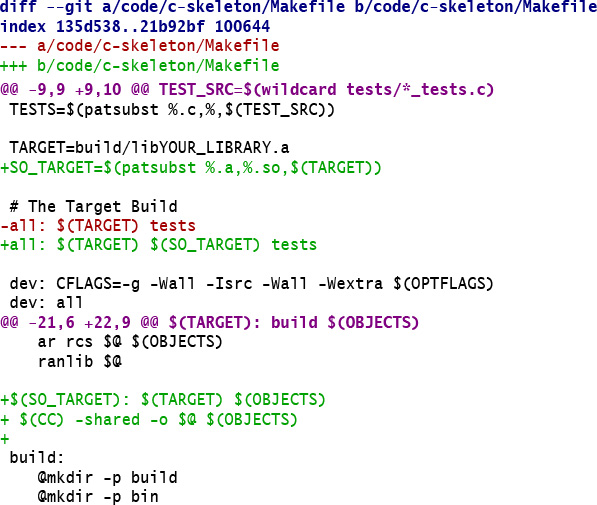 diff --git a/code/c-skeleton/Makefile b/code/c-skeleton/Makefile
index 135d538..21b92bf 100644
--- a/code/c-skeleton/Makefile
+++ b/code/c-skeleton/Makefile
@@ -9,9 +9,10 @@ TEST_SRC=$(wildcard tests/*_tests.c)
 TESTS=$(patsubst %.c,%,$(TEST_SRC))

 TARGET=build/libYOUR_LIBRARY.a
+SO_TARGET=$(patsubst %.a,%.so,$(TARGET))

 # The Target Build
-all: $(TARGET) tests
+all: $(TARGET) $(SO_TARGET) tests

 dev: CFLAGS=-g -Wall -Isrc -Wall -Wextra $(OPTFLAGS)
 dev: all
@@ -21,6 +22,9 @@ $(TARGET): build $(OBJECTS)
    ar rcs $@ $(OBJECTS)
    ranlib $@

+$(SO_TARGET): $(TARGET) $(OBJECTS)
+ $(CC) -shared -o $@ $(OBJECTS)
+
 build:
    @mkdir -p build
    @mkdir -p bin